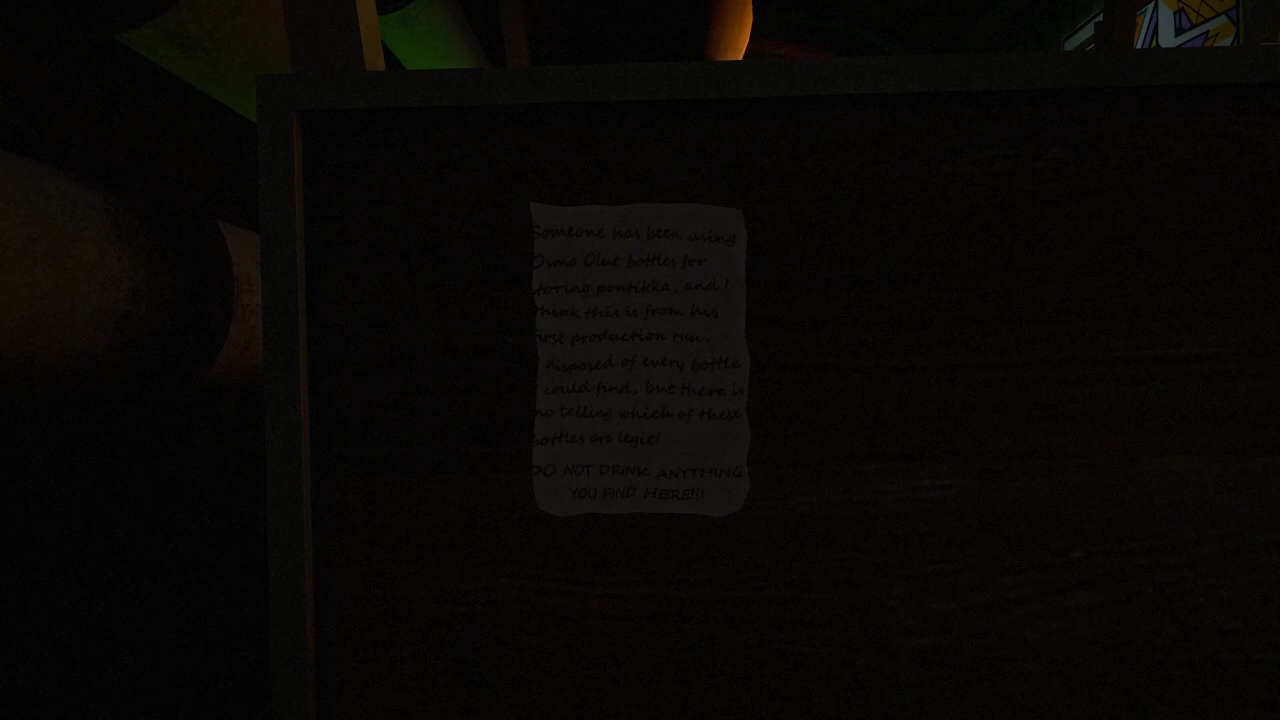 Someone has been using
Osmo Olut bottles for
storing pontikka, and I
think this is from his
first production run.
I disposed of every bottle
I could find, but there is
no telling which of these
bottles are legit!
DO NOT DRINK ANYTHING
YOU FIND HERE!!!